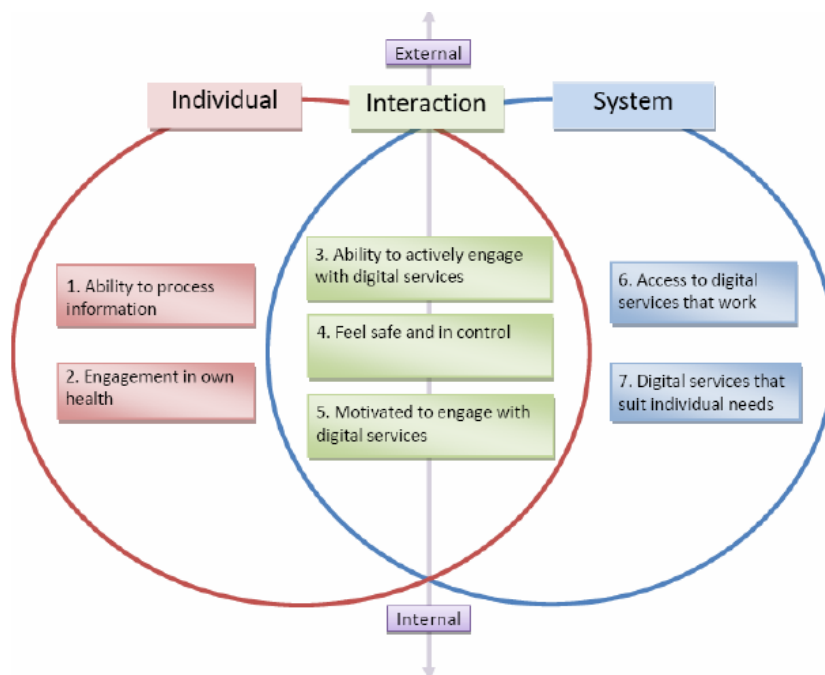 External
Individual
Interaction
System
1. Ability to process
information
2. Engagement in own
health
3. Ability to actively engage
with digital services
4. Feel safe and in control
5. Motivated to engage with
digital services
6. Access to digital
services that work
7. Digital services that
suit individual needs
Internal